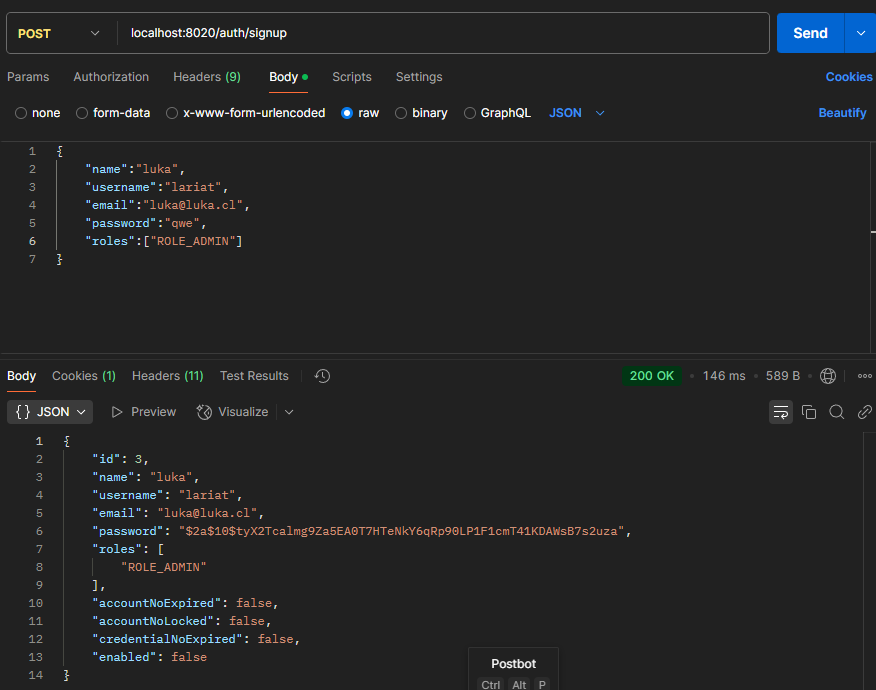 POST localhost:8020/auth/signup Send
Params Authorization Headers (9) Body Scripts Settings Cookies
none form-data x-www-form-urlencoded raw binary GraphQL JSON Beautify
1 {
2 "name":"luka",
3 "username":"lariat",
4 "email":"luka@luka.cl",
5 "password":"qwe",
6 "roles":["ROLE_ADMIN"]
7 }
Body Cookies (1) Headers (11) Test Results 200 OK 146 ms 589 B
{} JSON Preview Visualize
1 {
2 "id": 3,
3 "name": "luka",
4 "username": "lariat",
5 "email": "luka@luka.cl",
6 "password": "$2a$10$tyX2Tcalmg9Za5EA0T7HTeNkY6qRp90LP1F1cmT41KDAWsB7s2uza",
7 "roles": [
8 "ROLE_ADMIN"
9 ],
10 "accountNoExpired": false,
11 "accountNoLocked": false,
12 "credentialNoExpired": false,
13 "enabled": false
14 }
Postbot
Ctrl Alt P